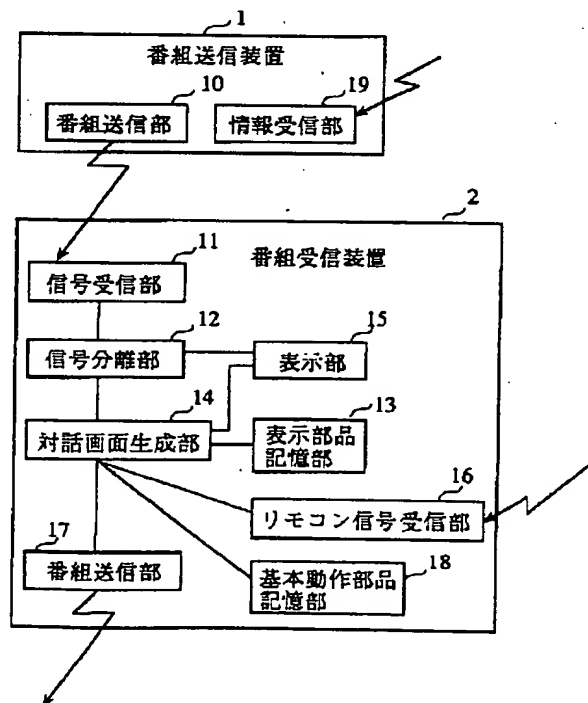 1
番組送信装置
10
19
番組送信部
情報受信部
2
11
番組受信装置
信号受信部
12
15
信号分離部
表示部
14
13
対話画面生成部
表示部品
記憶部
16
リモコン信号受信部
17
番組送信部
基本動作部品
記憶部
18